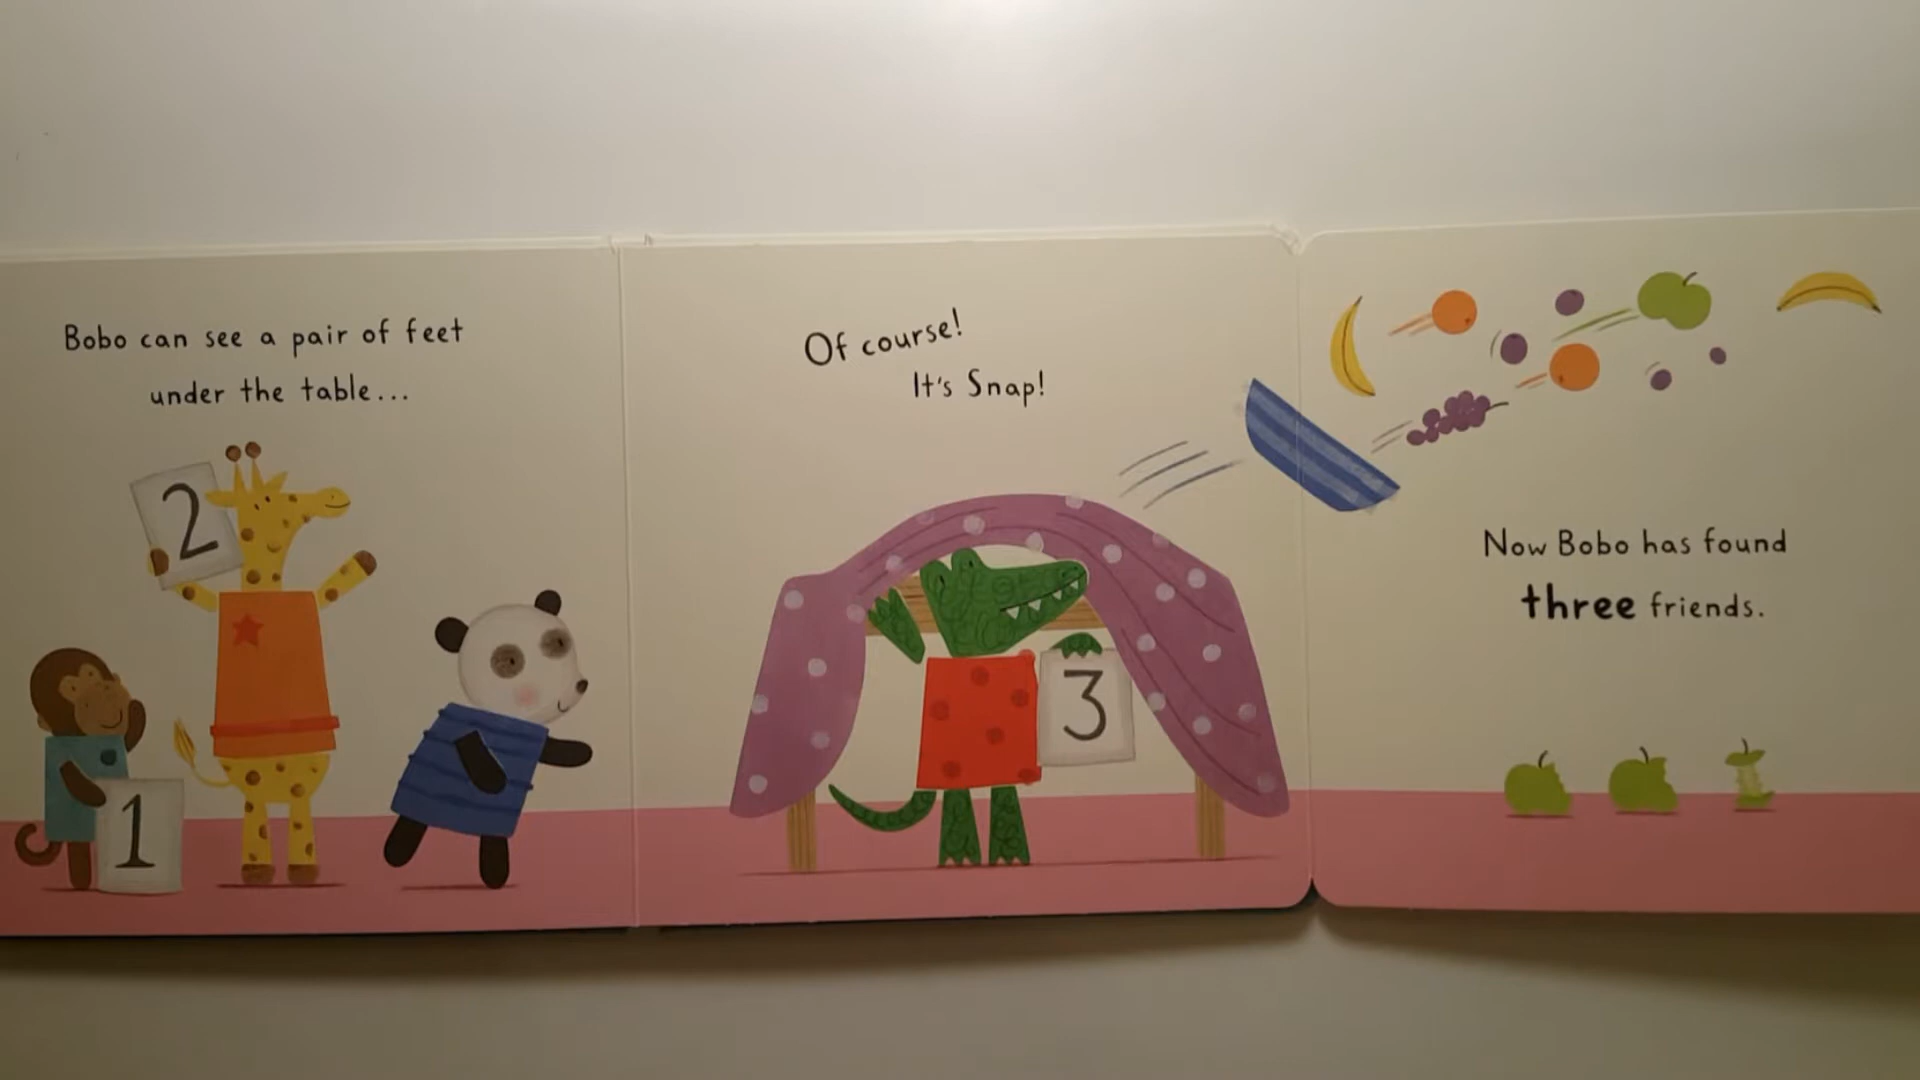 Bobo can see a pair of feet
under the table...
2
1
Of course!
It's Snap!
3
Now Bobo has found
three friends.